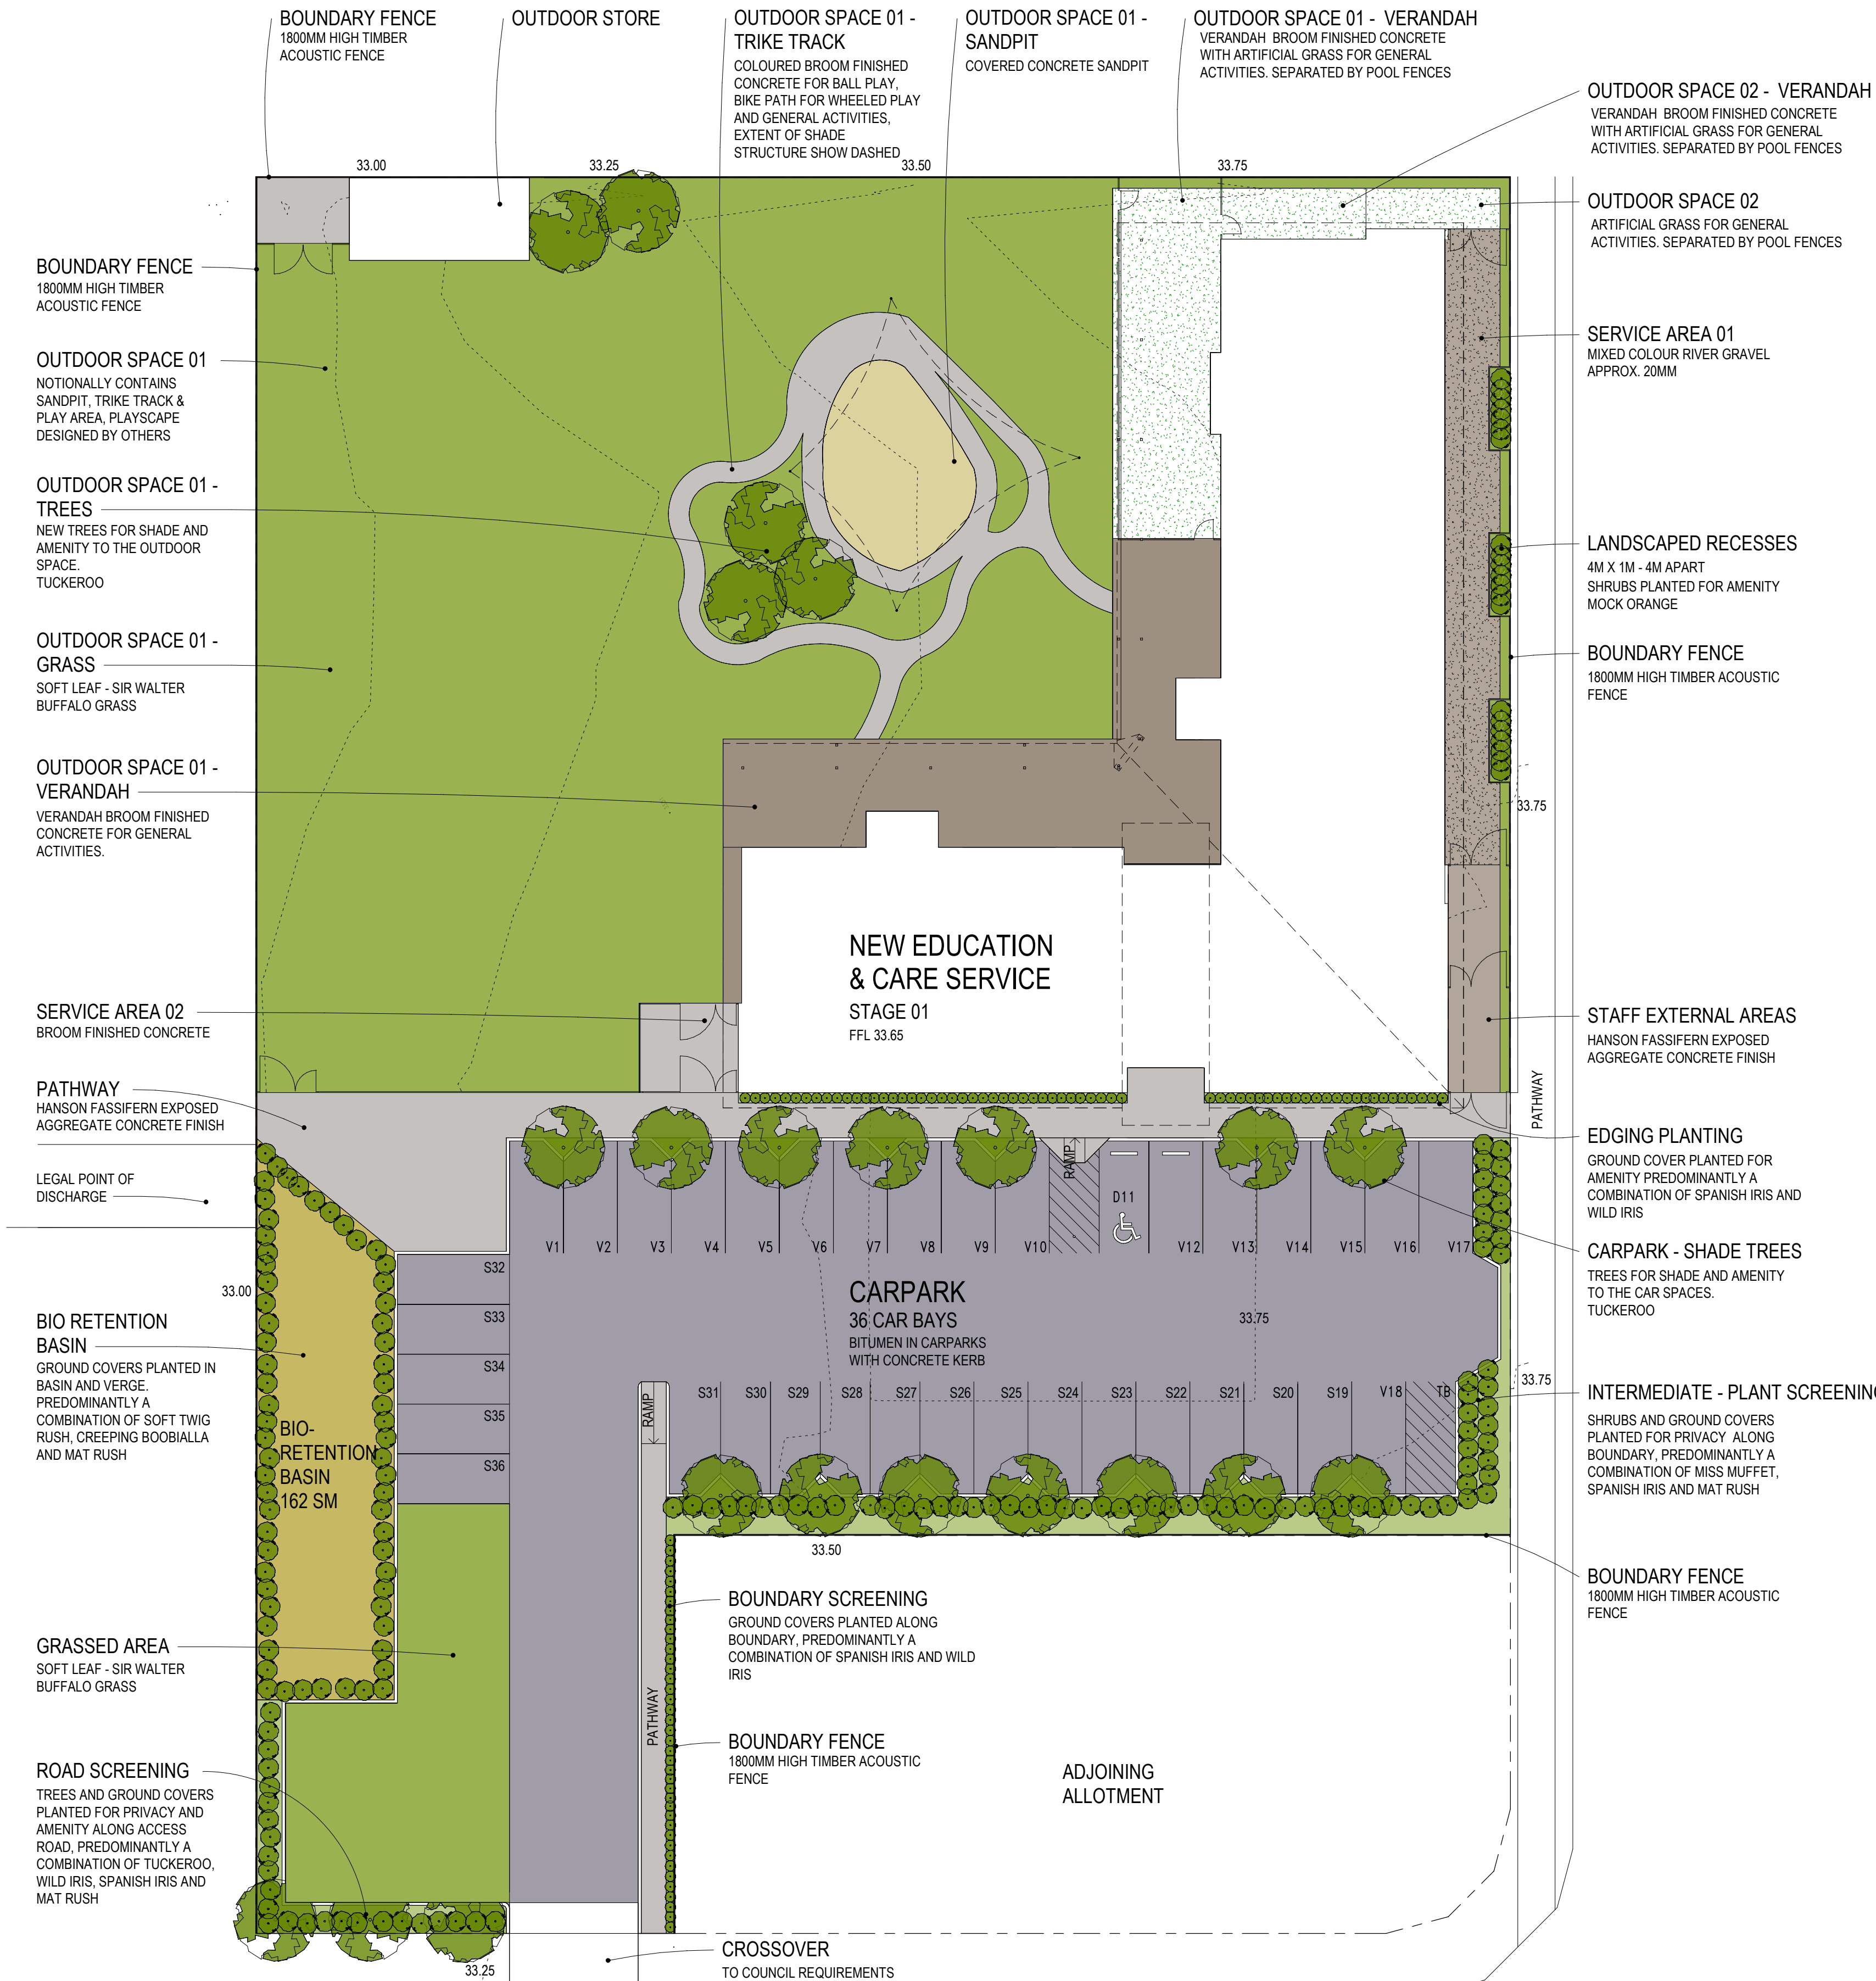 BOUNDARY FENCE
1800MM HIGH TIMBER
ACOUSTIC FENCE
OUTDOOR STORE
OUTDOOR SPACE 01 -
TRIKE TRACK
COLOURED BROOM FINISHED
CONCRETE FOR BALL PLAY,
BIKE PATH FOR WHEELED PLAY
AND GENERAL ACTIVITIES,
EXTENT OF SHADE
STRUCTURE SHOW DASHED
OUTDOOR SPACE 01 -
SANDPIT
COVERED CONCRETE SANDPIT
OUTDOOR SPACE 01 - VERANDAH
VERANDAH BROOM FINISHED CONCRETE
WITH ARTIFICIAL GRASS FOR GENERAL
ACTIVITIES. SEPARATED BY POOL FENCES
OUTDOOR SPACE 02 - VERANDAH
VERANDAH BROOM FINISHED CONCRETE
WITH ARTIFICIAL GRASS FOR GENERAL
ACTIVITIES. SEPARATED BY POOL FENCES
33.00
33.25
33.50
33.75
OUTDOOR SPACE 02
ARTIFICIAL GRASS FOR GENERAL
ACTIVITIES. SEPARATED BY POOL FENCES
BOUNDARY FENCE
1800MM HIGH TIMBER
ACOUSTIC FENCE
SERVICE AREA 01
MIXED COLOUR RIVER GRAVEL
APPROX. 20MM
OUTDOOR SPACE 01
NOTIONALLY CONTAINS
SANDPIT, TRIKE TRACK &
PLAY AREA, PLAYSCAPE
DESIGNED BY OTHERS
OUTDOOR SPACE 01 -
TREES
NEW TREES FOR SHADE AND
AMENITY TO THE OUTDOOR
SPACE.
TUCKEROO
LANDSCAPED RECESSES
4M X 1M - 4M APART
SHRUBS PLANTED FOR AMENITY
MOCK ORANGE
OUTDOOR SPACE 01 -
GRASS
SOFT LEAF - SIR WALTER
BUFFALO GRASS
BOUNDARY FENCE
1800MM HIGH TIMBER ACOUSTIC
FENCE
OUTDOOR SPACE 01 -
VERANDAH
VERANDAH BROOM FINISHED
CONCRETE FOR GENERAL
ACTIVITIES.
33.75
NEW EDUCATION
& CARE SERVICE
STAGE 01
FFL 33.65
SERVICE AREA 02
BROOM FINISHED CONCRETE
STAFF EXTERNAL AREAS
HANSON FASSIFERN EXPOSED
AGGREGATE CONCRETE FINISH
PATHWAY
PATHWAY
HANSON FASSIFERN EXPOSED
AGGREGATE CONCRETE FINISH
EDGING PLANTING
GROUND COVER PLANTED FOR
AMENITY PREDOMINANTLY A
COMBINATION OF SPANISH IRIS AND
WILD IRIS
LEGAL POINT OF
DISCHARGE
RAMP
D11
V1
V2
V3
V4
V5
V6
V7
V8
V9
V10
V12
V13
V14
V15
V16
V17
CARPARK - SHADE TREES
TREES FOR SHADE AND AMENITY
TO THE CAR SPACES.
TUCKEROO
S32
S33
S34
S35
S36
33.00
CARPARK
36 CAR BAYS
BITUMEN IN CARPARKS
WITH CONCRETE KERB
33.75
33.75
BIO RETENTION
BASIN
GROUND COVERS PLANTED IN
BASIN AND VERGE.
PREDOMINANTLY A
COMBINATION OF SOFT TWIG
RUSH, CREEPING BOOBIALLA
AND MAT RUSH
BIO-
RETENTION
BASIN
162 SM
RAMP
S31
S30
S29
S28
S27
S26
S25
S24
S23
S22
S21
S20
S19
V18
TB
INTERMEDIATE - PLANT SCREENING
SHRUBS AND GROUND COVERS
PLANTED FOR PRIVACY ALONG
BOUNDARY, PREDOMINANTLY A
COMBINATION OF MISS MUFFET,
SPANISH IRIS AND MAT RUSH
33.50
BOUNDARY FENCE
1800MM HIGH TIMBER ACOUSTIC
FENCE
BOUNDARY SCREENING
GROUND COVERS PLANTED ALONG
BOUNDARY, PREDOMINANTLY A
COMBINATION OF SPANISH IRIS AND WILD
IRIS
GRASSED AREA
SOFT LEAF - SIR WALTER
BUFFALO GRASS
PATHWAY
BOUNDARY FENCE
1800MM HIGH TIMBER ACOUSTIC
FENCE
ADJOINING
ALLOTMENT
ROAD SCREENING
TREES AND GROUND COVERS
PLANTED FOR PRIVACY AND
AMENITY ALONG ACCESS
ROAD, PREDOMINANTLY A
COMBINATION OF TUCKEROO,
WILD IRIS, SPANISH IRIS AND
MAT RUSH
33.25
CROSSOVER
TO COUNCIL REQUIREMENTS